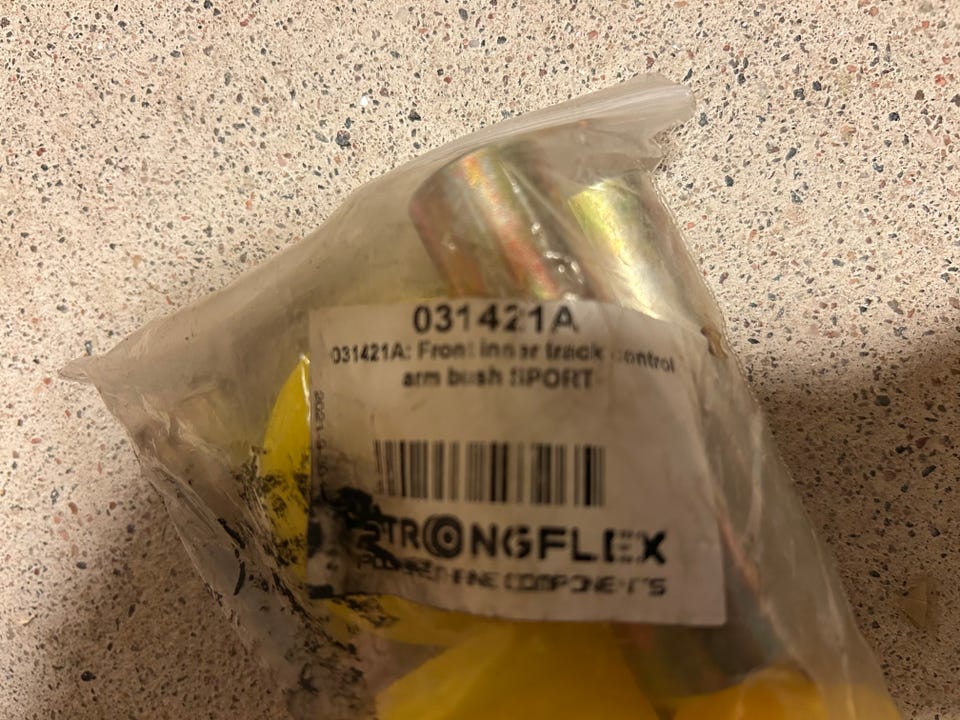 031421A
031421A: Front inner track control
arm bush SPORT
STRONGFLEX
POLYURETHANE COMPONENTS